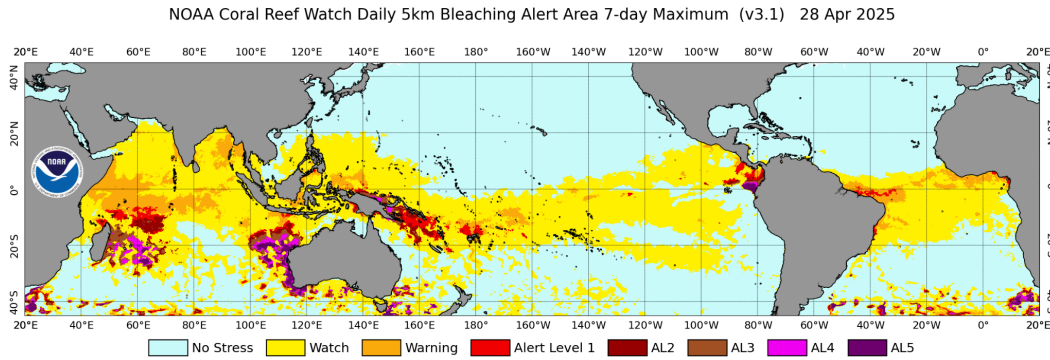 NOAA Coral Reef Watch Daily 5km Bleaching Alert Area 7-day Maximum (v3.1) 28 Apr 2025
20°E 40°E 60°E 80°E 100°E 120°E 140°E 160°E 180° 160°W 140°W 120°W 100°W 80°W 60°W 40°W 20°W 0° 20°E
40°N
20°N
0°
20°S
40°S
NOAA
20°E 40°E 60°E 80°E 100°E 120°E 140°E 160°E 180° 160°W 140°W 120°W 100°W 80°W 60°W 40°W 20°W 0° 20°E
No Stress Watch Warning Alert Level 1 AL2 AL3 AL4 AL5